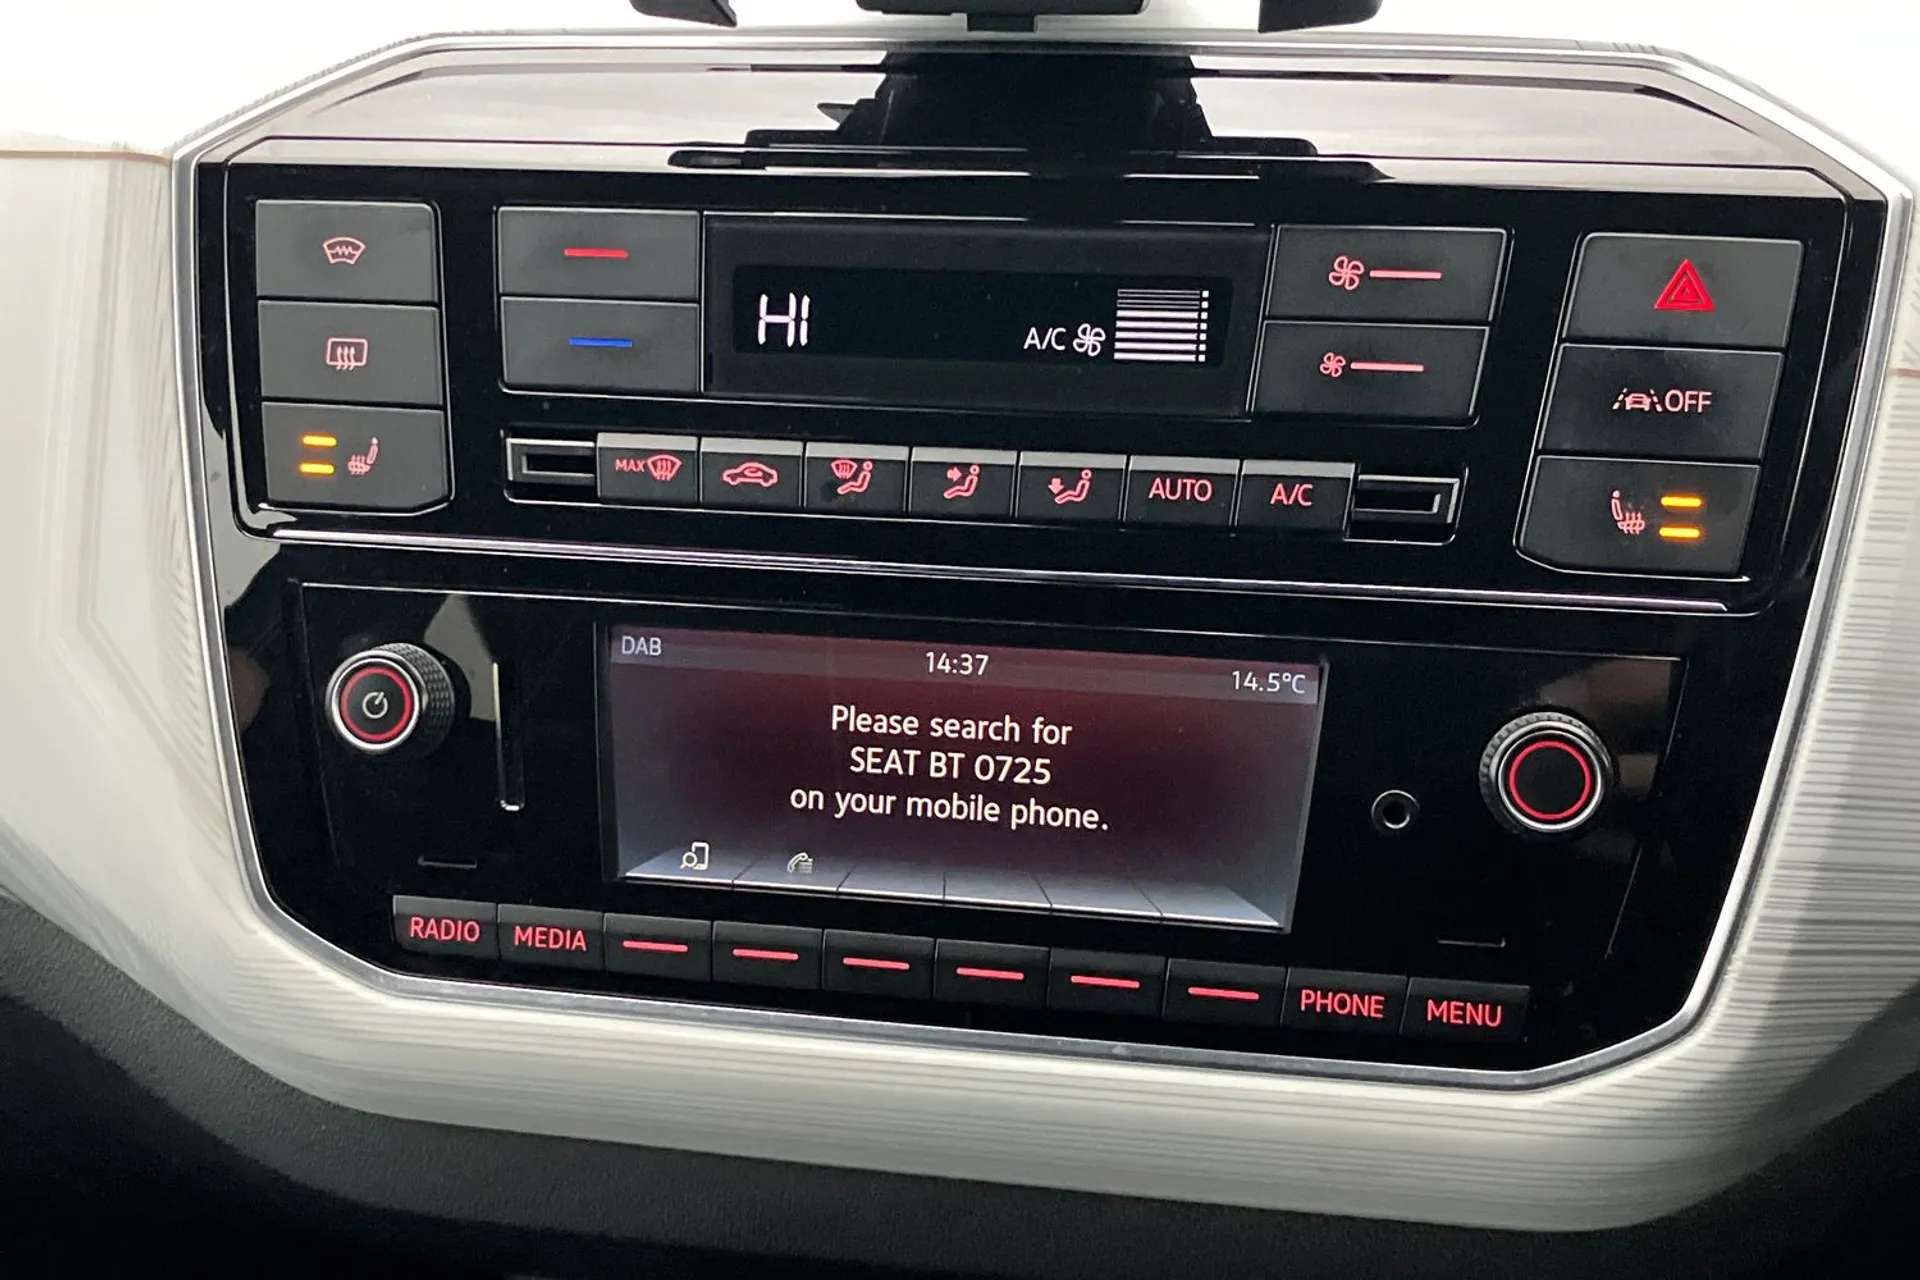 HI
A/C
OFF
MAX
AUTO
A/C
DAB
14:37
14.5°C
Please search for
SEAT BT 0725
on your mobile phone.
RADIO
MEDIA
PHONE
MENU